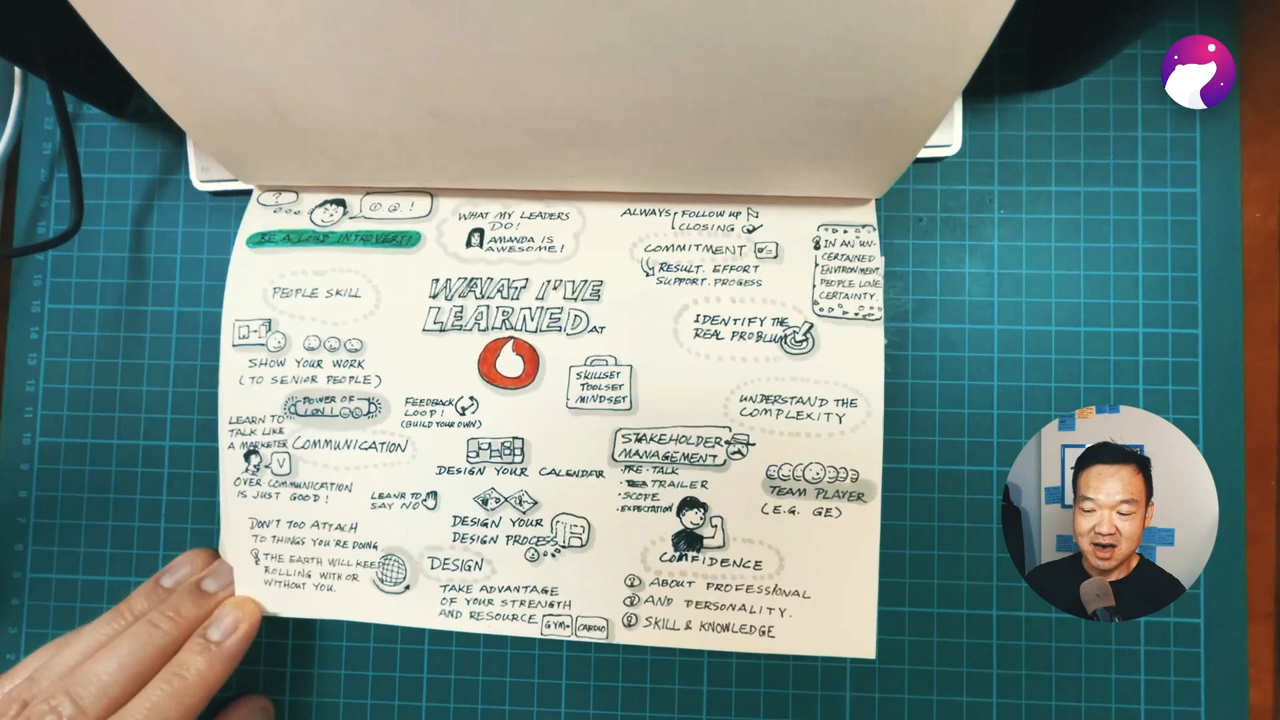 ?
@@!
BE A LOUD INTROVERT!
WHAT MY LEADERS
DO!
AMANDA IS
AWESOME!
ALWAYS
FOLLOW UP
CLOSING
COMMITMENT
RESULT. EFFORT
SUPPORT. PROGESS
IN AN UN-
CERTAINED
ENVIRONMENT,
PEOPLE LOVE
CERTAINTY.
PEOPLE SKILL
WHAT I'VE
LEARNED AT
IDENTIFY THE
REAL PROBLUM
SHOW YOUR WORK
(TO SENIOR PEOPLE)
SKILLSET
TOOLSET
MINDSET
POWER OF
1 ON 1
FEEDBACK
LOOP!
(BUILD YOUR OWN)
UNDERSTAND THE
COMPLEXITY
LEARN TO
TALK LIKE
A MARKETER
COMMUNICATION
V
OVER-COMMUNICATION
IS JUST GOOD!
DESIGN YOUR CALENDAR
STAKEHOLDER
MANAGEMENT
• PRE-TALK
• TRAILER
• SCOPE
• EXPECTATION
TEAM PLAYER
(E.G. GE)
LEANR TO
SAY NO
DON'T TOO ATTACH
TO THINGS YOU'RE DOING
THE EARTH WILL KEEP
ROLLING WITH OR
WITHOUT YOU.
DESIGN YOUR
DESIGN PROCESS
DESIGN
TAKE ADVANTAGE
OF YOUR STRENGTH
AND RESOURCE
GYM
CARDIO
CONFIDENCE
ABOUT PROFESSIONAL
AND PERSONALITY.
SKILL & KNOWLEDGE